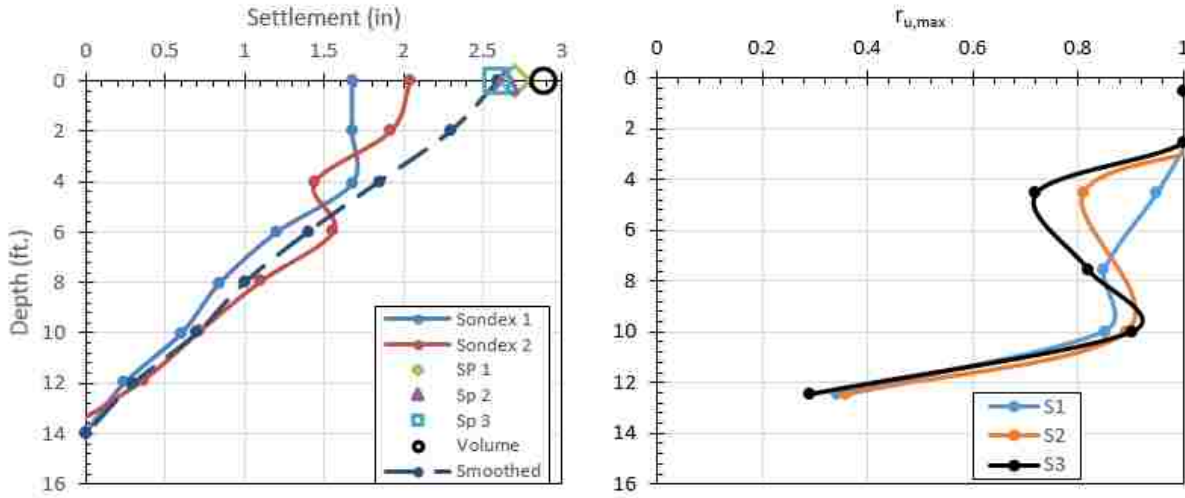 Settlement (in)
0 0.5 1 1.5 2 2.5 3
0
2
4
6
8
10
12
14
16
Depth (ft.)
Sondex 1
Sondex 2
SP 1
Sp 2
Sp 3
Volume
Smoothed
ru,max
0 0.2 0.4 0.6 0.8 1
0
2
4
6
8
10
12
14
16
S1
S2
S3